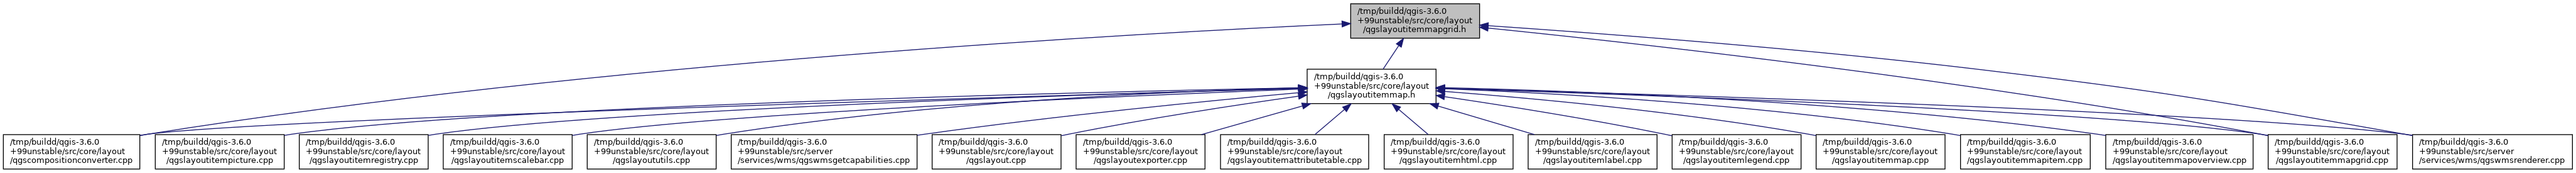 /tmp/buildd/qgis-3.6.0
+99unstable/src/core/layout
/qgslayoutitemmapgrid.h
/tmp/buildd/qgis-3.6.0
+99unstable/src/core/layout
/qgslayoutitemmap.h
/tmp/buildd/qgis-3.6.0
+99unstable/src/core/layout
/qgscompositionconverter.cpp
/tmp/buildd/qgis-3.6.0
+99unstable/src/core/layout
/qgslayoutitempicture.cpp
/tmp/buildd/qgis-3.6.0
+99unstable/src/core/layout
/qgslayoutitemregistry.cpp
/tmp/buildd/qgis-3.6.0
+99unstable/src/core/layout
/qgslayoutitemscalebar.cpp
/tmp/buildd/qgis-3.6.0
+99unstable/src/core/layout
/qgslayoututils.cpp
/tmp/buildd/qgis-3.6.0
+99unstable/src/server
/services/wms/qgswmsgetcapabilities.cpp
/tmp/buildd/qgis-3.6.0
+99unstable/src/core/layout
/qgslayout.cpp
/tmp/buildd/qgis-3.6.0
+99unstable/src/core/layout
/qgslayoutexporter.cpp
/tmp/buildd/qgis-3.6.0
+99unstable/src/core/layout
/qgslayoutitemattributetable.cpp
/tmp/buildd/qgis-3.6.0
+99unstable/src/core/layout
/qgslayoutitemhtml.cpp
/tmp/buildd/qgis-3.6.0
+99unstable/src/core/layout
/qgslayoutitemlabel.cpp
/tmp/buildd/qgis-3.6.0
+99unstable/src/core/layout
/qgslayoutitemlegend.cpp
/tmp/buildd/qgis-3.6.0
+99unstable/src/core/layout
/qgslayoutitemmap.cpp
/tmp/buildd/qgis-3.6.0
+99unstable/src/core/layout
/qgslayoutitemmapitem.cpp
/tmp/buildd/qgis-3.6.0
+99unstable/src/core/layout
/qgslayoutitemmapoverview.cpp
/tmp/buildd/qgis-3.6.0
+99unstable/src/core/layout
/qgslayoutitemmapgrid.cpp
/tmp/buildd/qgis-3.6.0
+99unstable/src/server
/services/wms/qgswmsrenderer.cpp